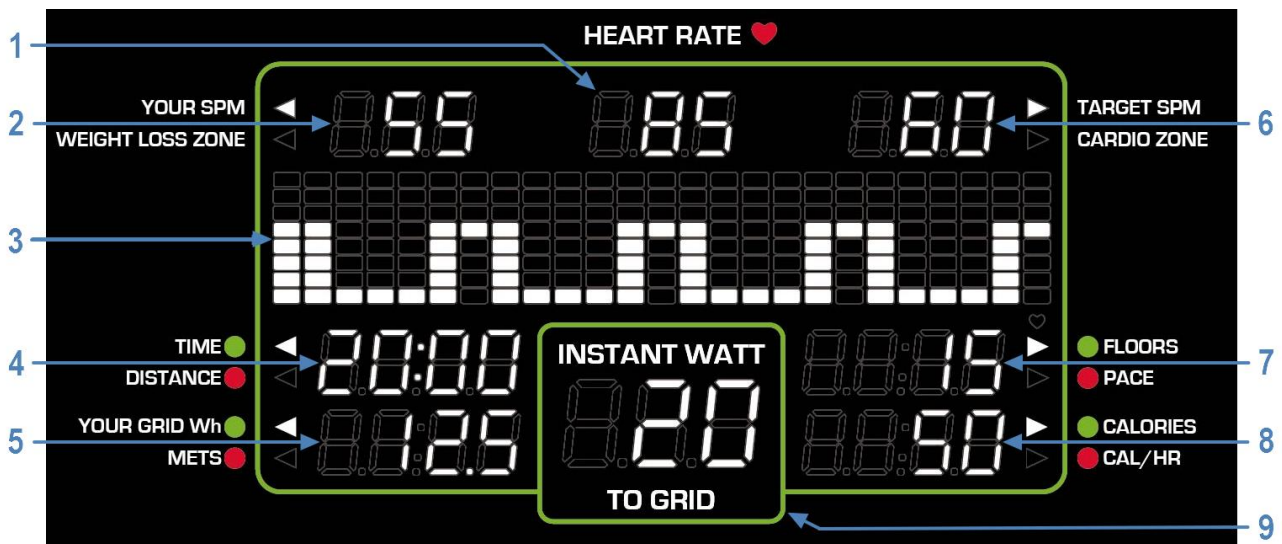 HEART RATE
1
YOUR SPM
WEIGHT LOSS ZONE
2
55
85
60
TARGET SPM
CARDIO ZONE
6
3
TIME
DISTANCE
4
20:00
INSTANT WATT
20
TO GRID
15
FLOORS
PACE
7
YOUR GRID Wh
METS
5
12.5
50
CALORIES
CAL/HR
8
9